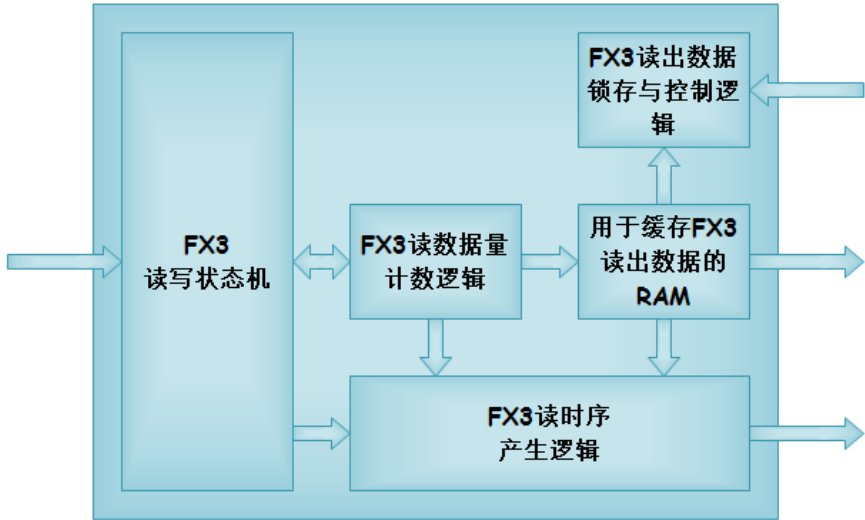 FX3读出数据
锁存与控制逻
辑
FX3
读写状态机
FX3读数据量
计数逻辑
用于缓存FX3
读出数据的
RAM
FX3读时序
产生逻辑